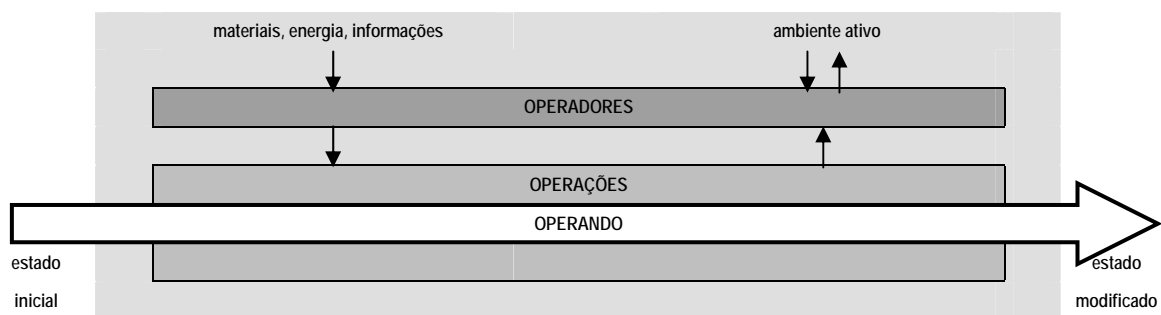 materiais, energia, informações
ambiente ativo
OPERADORES
OPERAÇÕES
OPERANDO
estado
inicial
estado
modificado